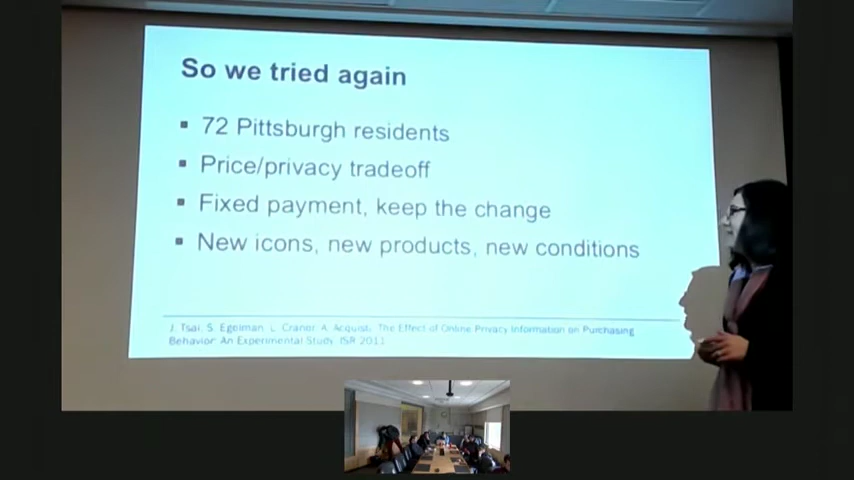 So we tried again
▪ 72 Pittsburgh residents
▪ Price/privacy tradeoff
▪ Fixed payment, keep the change
▪ New icons, new products, new conditions
J. Tsai, S. Egelman, L. Cranor, A. Acquisti. The Effect of Online Privacy Information on Purchasing
Behavior: An Experimental Study, ISR 2011